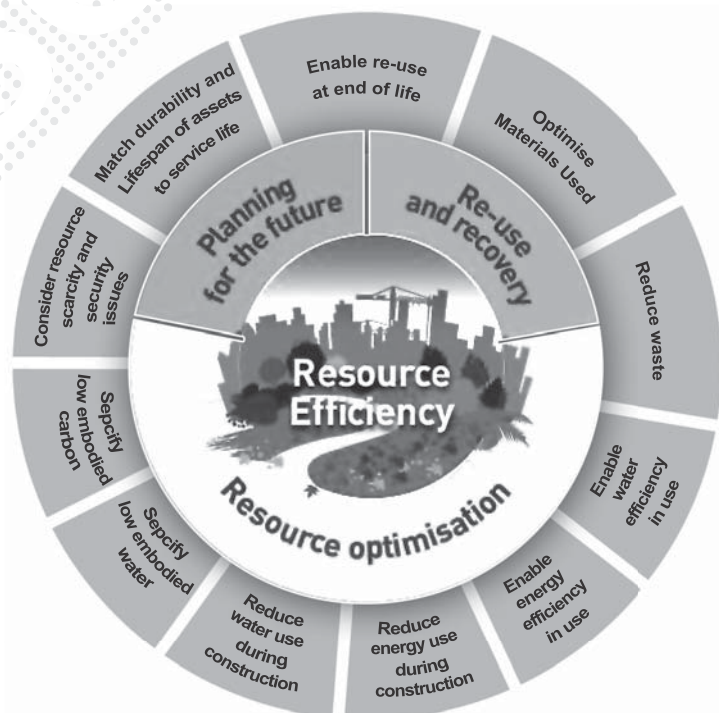 Enable re-use
at end of life
Optimise
Materials Used
Reduce waste
Enable
water
efficiency
in use
Enable
energy
efficiency
in use
Reduce
energy use
during
construction
Reduce
water use
during
construction
Sepcify
low embodied
water
Sepcify
low embodied
carbon
Consider resource
scarcity and
security
issues
Match durability and
Lifespan of assets
to service life
Planning
for the future
Re-use
and recovery
Resource optimisation
Resource
Efficiency